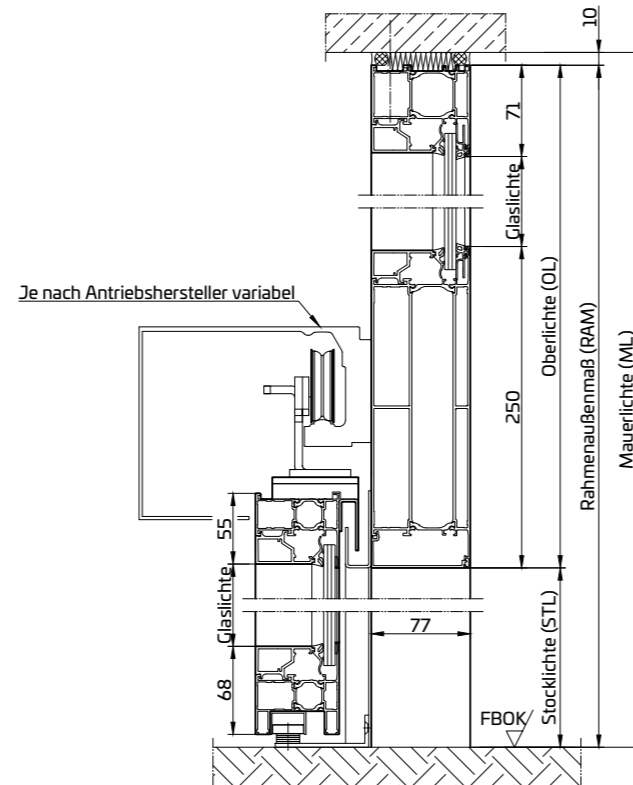 10
71
Glaslichte
Je nach Antriebshersteller variabel
Oberlichte (OL)
Rahmenaußenmaß (RAM)
Mauerlichte (ML)
250
55
Glaslichte
77
68
Stocklichte (STL)
FBOK